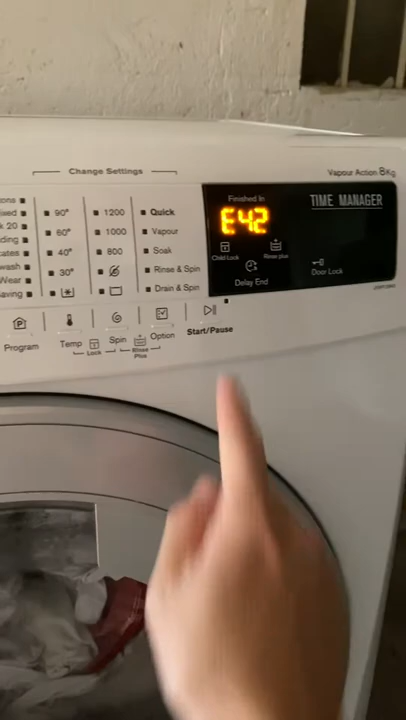 Change Settings
Vapour Action 8Kg
90° 1200 Quick
60° 1000 Vapour
40° 800 Soak
30° Rinse & Spin
Drain & Spin
Finished In
TIME MANAGER
E42
Child Lock Rinse plus
Delay End
Door Lock
Program Temp Spin Option Start/Pause
Lock Rinse Plus